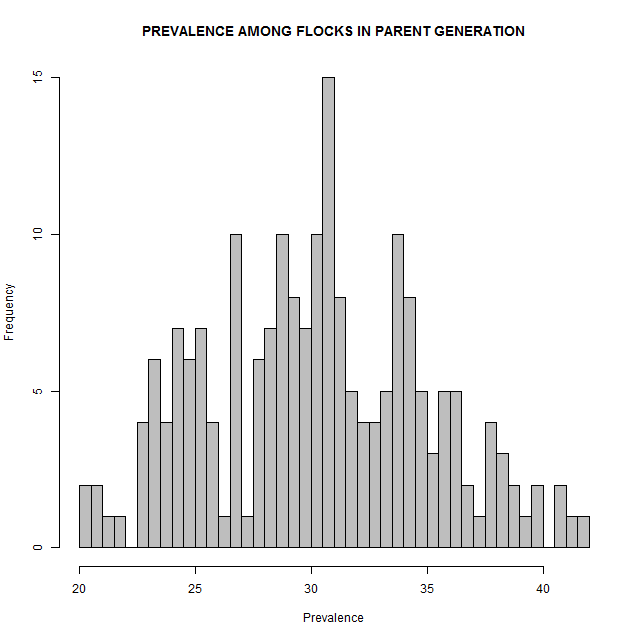 PREVALENCE AMONG FLOCKS IN PARENT GENERATION
15
10
5
0
Frequency
20 25 30 35 40
Prevalence